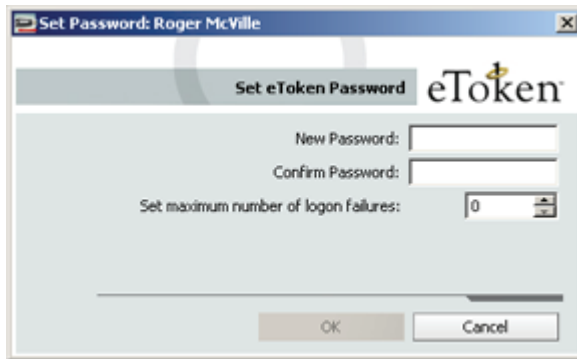 Set Password: Roger McVille
Set eToken Password
eToken
New Password:
Confirm Password:
Set maximum number of logon failures: 0
OK Cancel